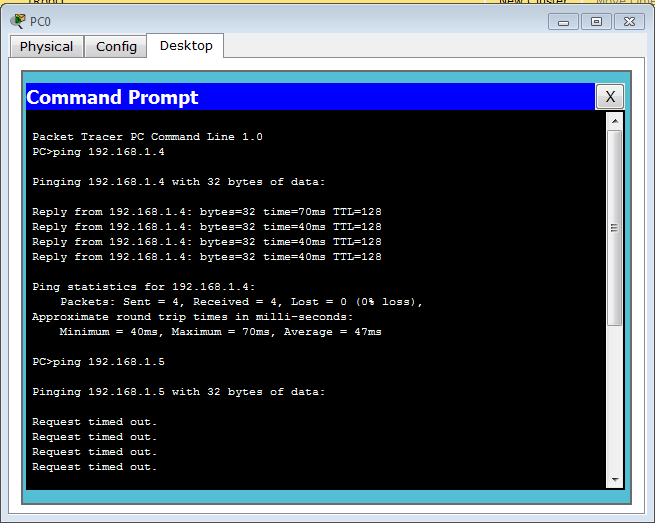 New Cluster
PC0
Physical
Config
Desktop
Command Prompt
X
Packet Tracer PC Command Line 1.0
PC>ping 192.168.1.4
Pinging 192.168.1.4 with 32 bytes of data:
Reply from 192.168.1.4: bytes=32 time=70ms TTL=128
Reply from 192.168.1.4: bytes=32 time=40ms TTL=128
Reply from 192.168.1.4: bytes=32 time=40ms TTL=128
Reply from 192.168.1.4: bytes=32 time=40ms TTL=128
Ping statistics for 192.168.1.4:
Packets: Sent = 4, Received = 4, Lost = 0 (0% loss),
Approximate round trip times in milli-seconds:
Minimum = 40ms, Maximum = 70ms, Average = 47ms
PC>ping 192.168.1.5
Pinging 192.168.1.5 with 32 bytes of data:
Request timed out.
Request timed out.
Request timed out.
Request timed out.